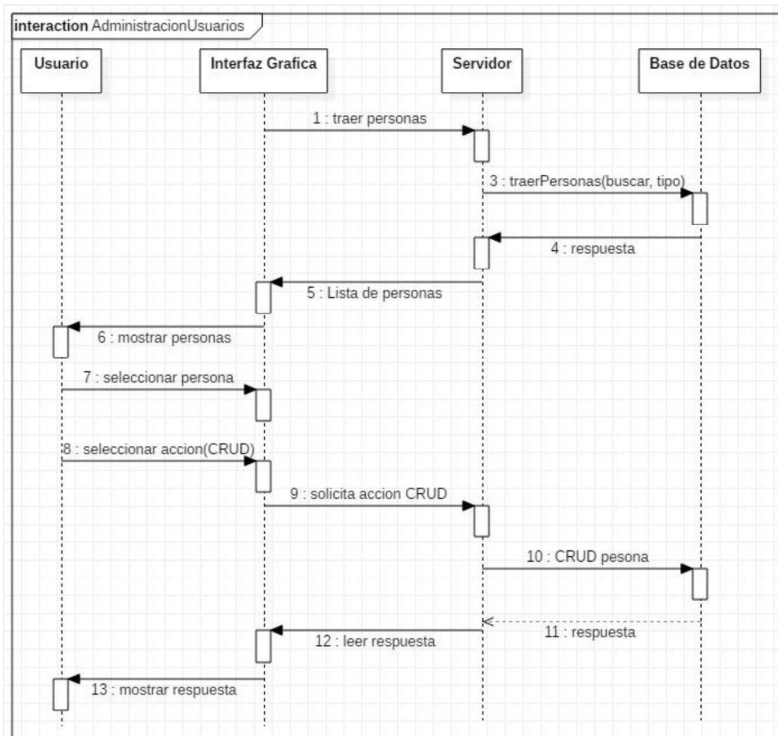 interaction AdministracionUsuarios
Usuario
Interfaz Grafica
Servidor
Base de Datos
1 : traer personas
3 : traerPersonas(buscar, tipo)
4 : respuesta
5 : Lista de personas
6 : mostrar personas
7 : seleccionar persona
8 : seleccionar accion(CRUD)
9 : solicita accion CRUD
10 : CRUD pesona
11 : respuesta
12 : leer respuesta
13 : mostrar respuesta